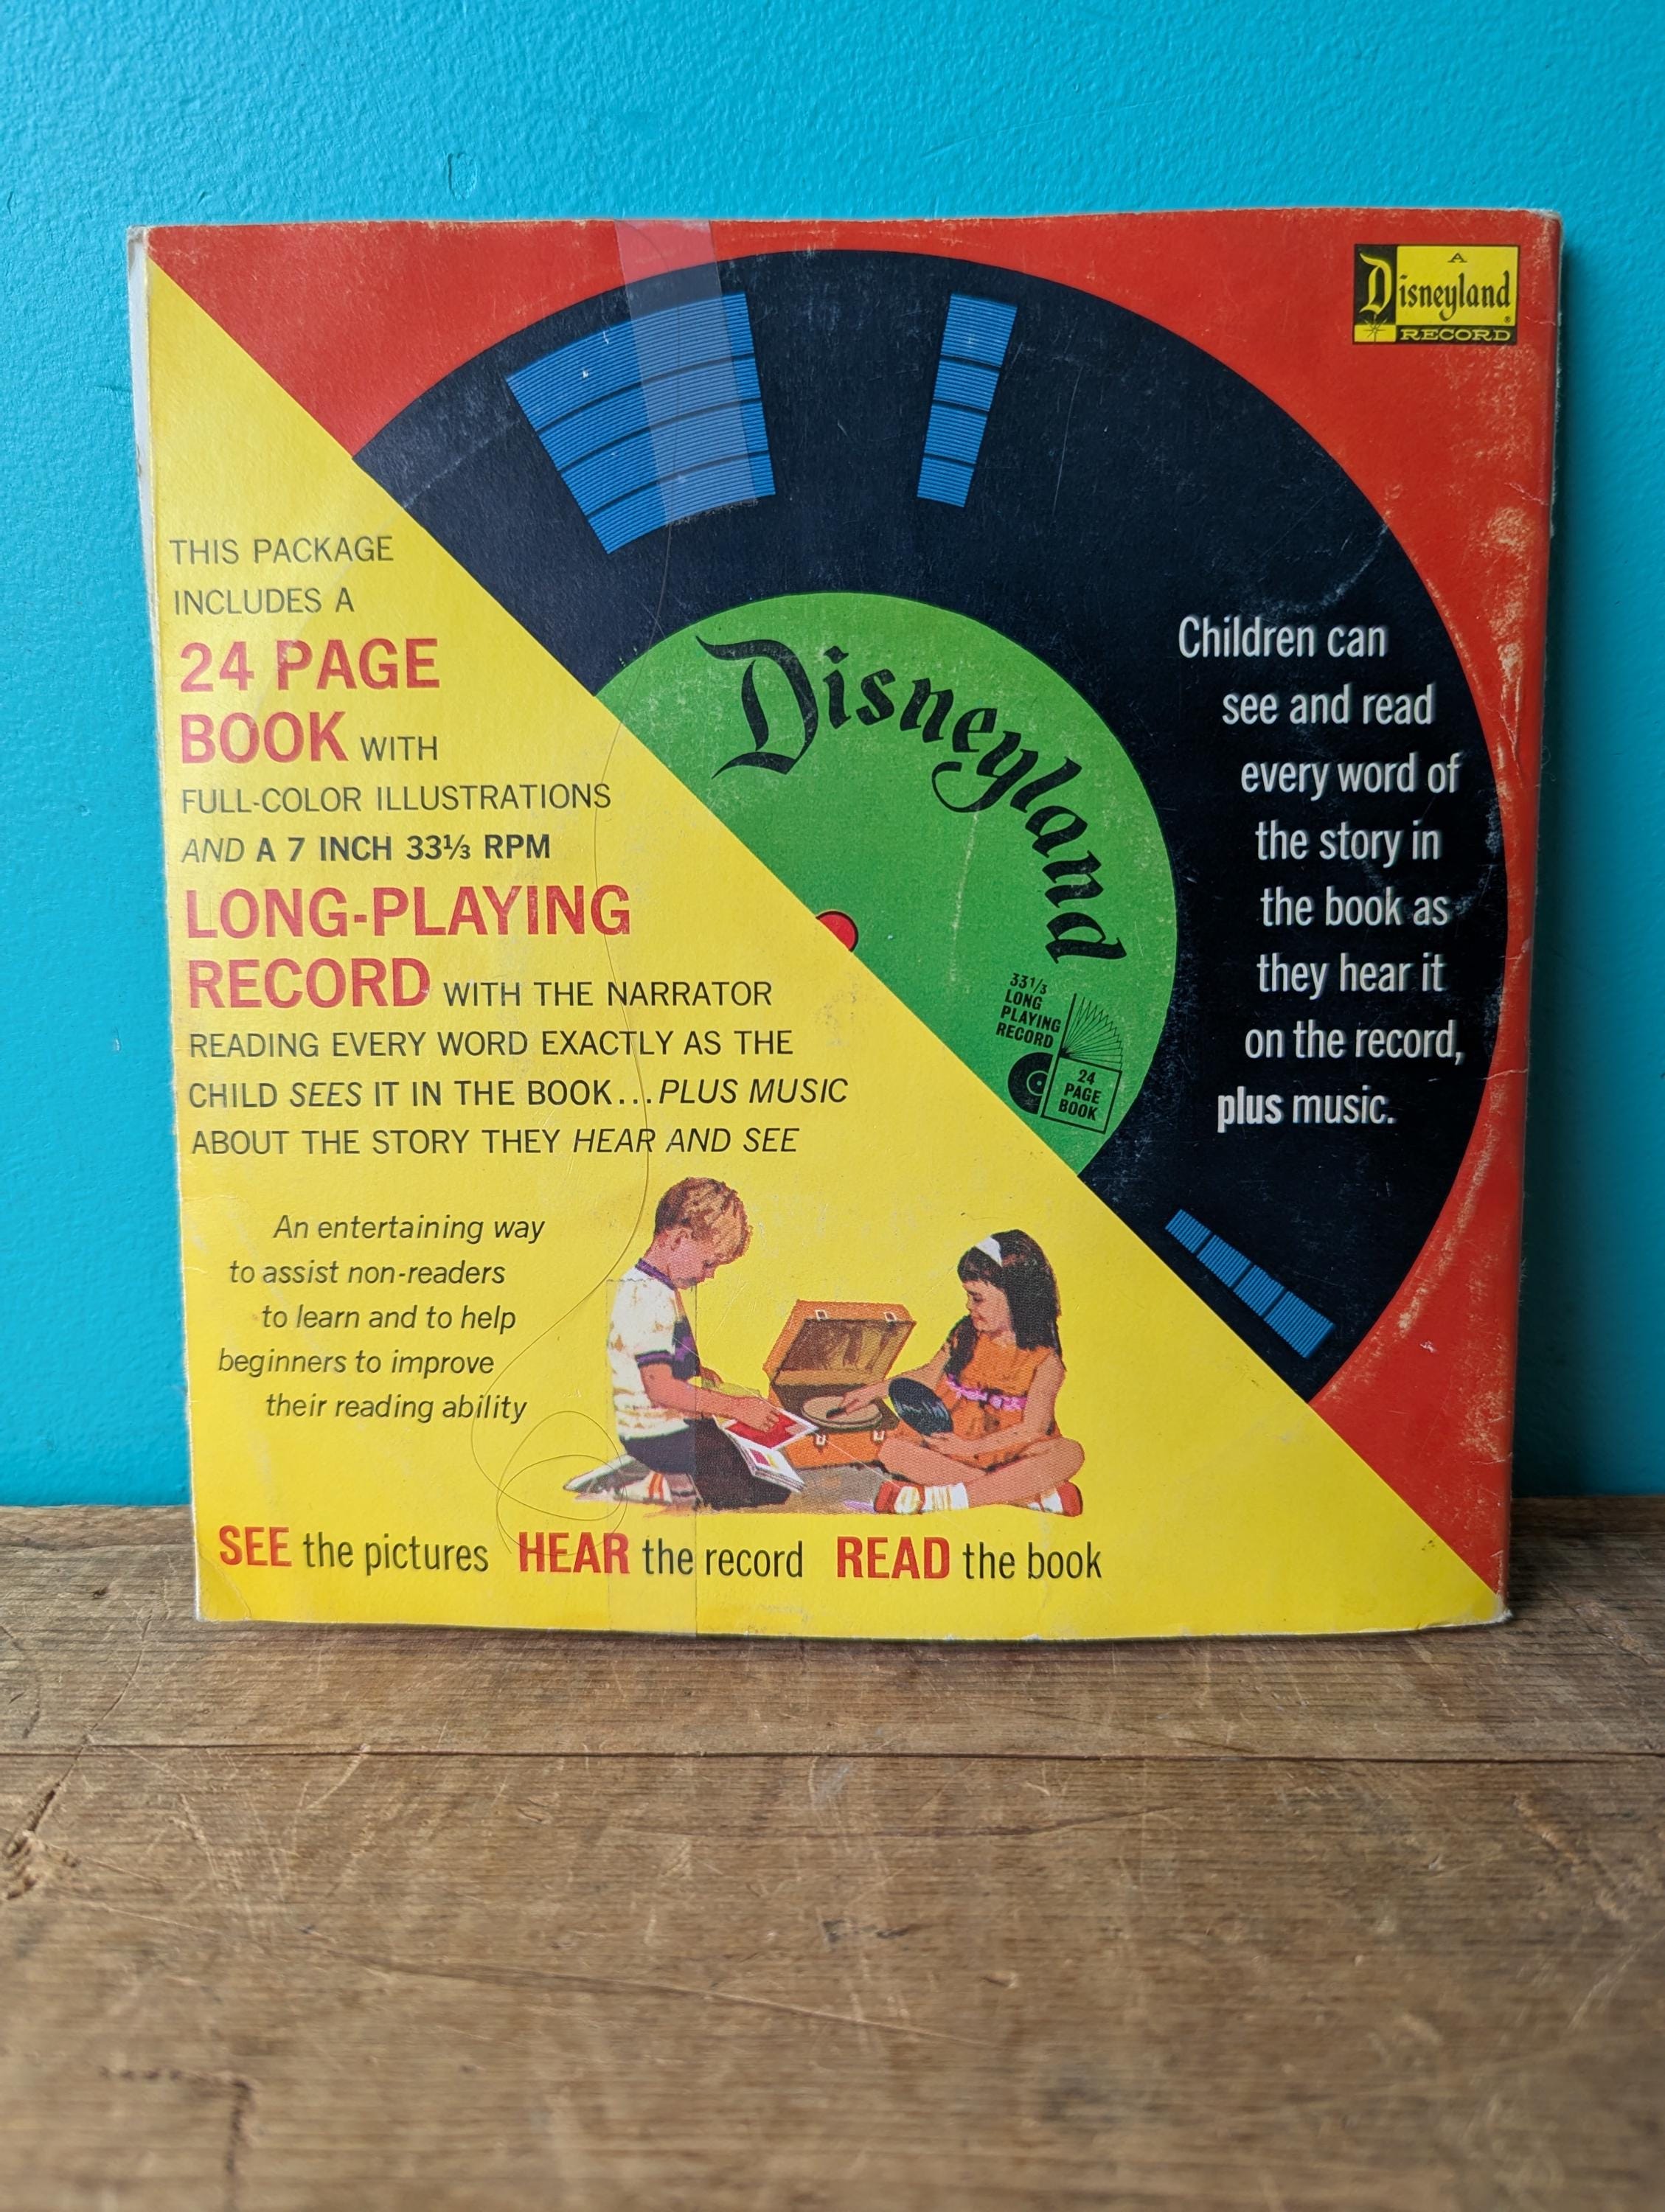 A
Disneyland
RECORD
THIS PACKAGE
INCLUDES A
24 PAGE
BOOK WITH
FULL-COLOR ILLUSTRATIONS
AND A 7 INCH 33⅓ RPM
LONG-PLAYING
RECORD WITH THE NARRATOR
READING EVERY WORD EXACTLY AS THE
CHILD SEES IT IN THE BOOK...PLUS MUSIC
ABOUT THE STORY THEY HEAR AND SEE
An entertaining way
to assist non-readers
to learn and to help
beginners to improve
their reading ability
Disneyland
33 1/3
LONG
PLAYING
RECORD
24
PAGE
BOOK
Children can
see and read
every word of
the story in
the book as
they hear it
on the record,
plus music.
SEE the pictures HEAR the record READ the book